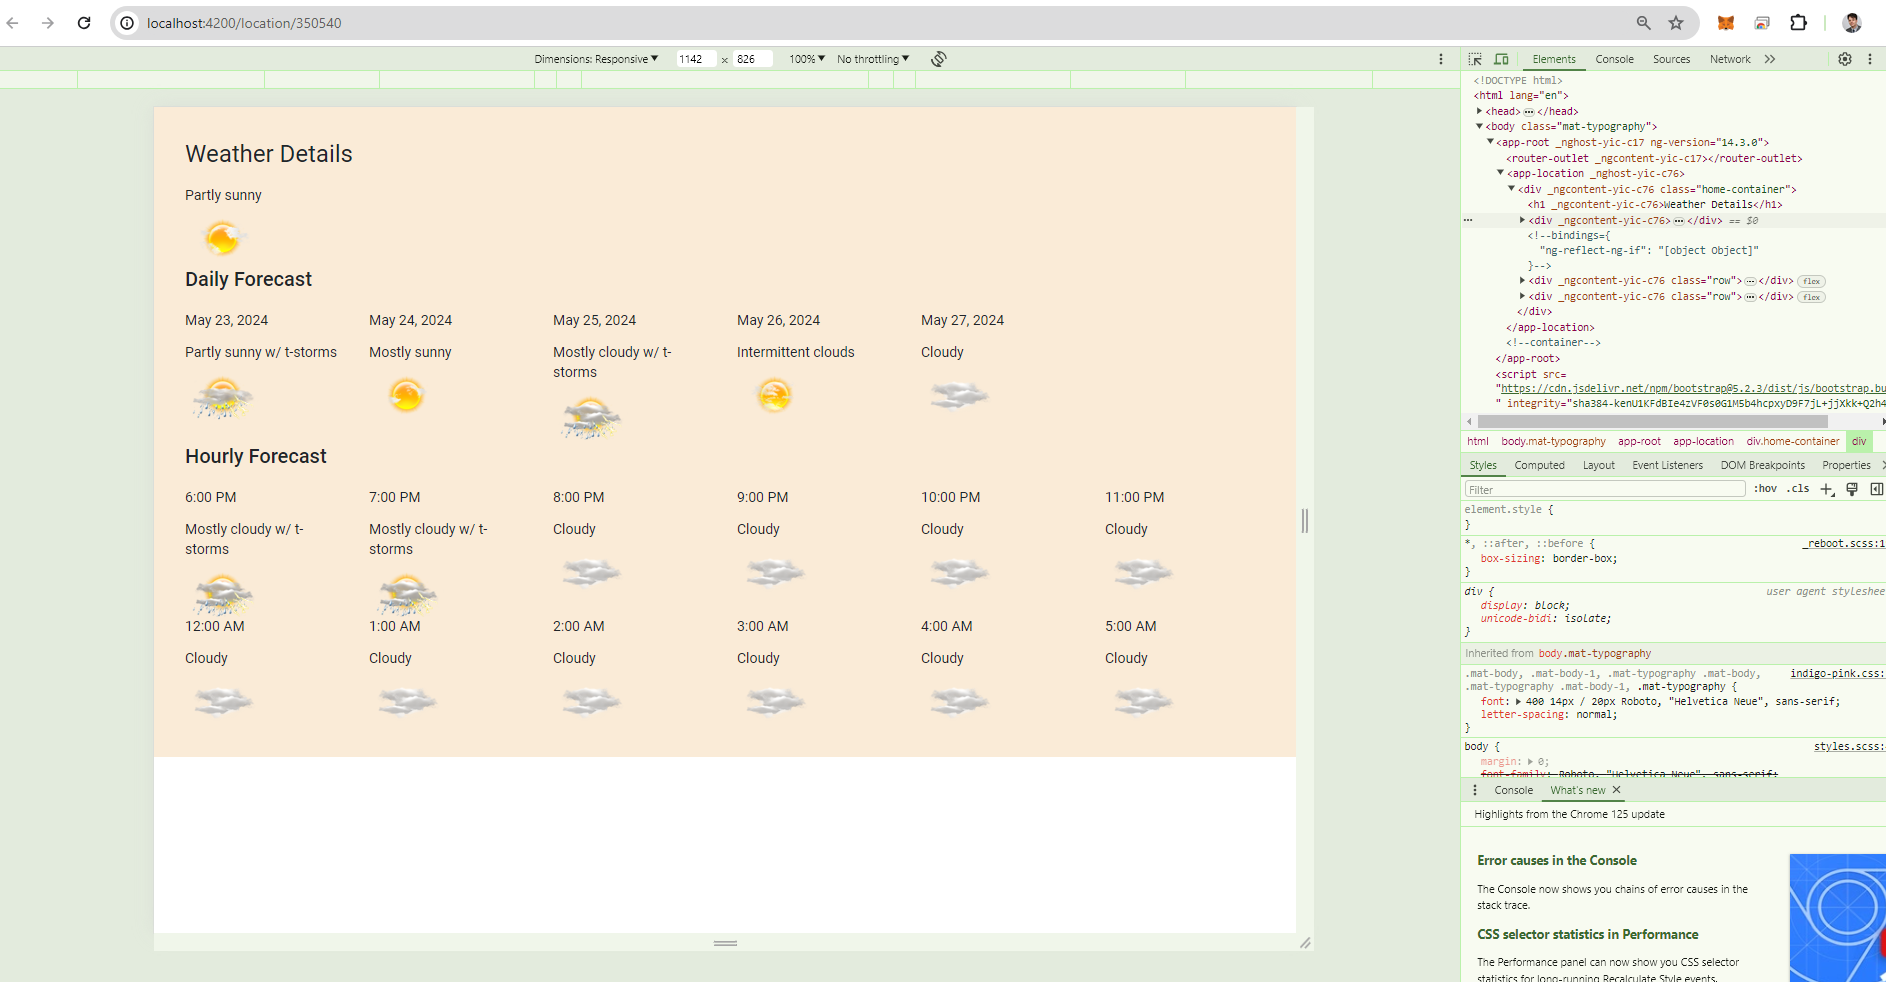 localhost:4200/location/350540
Dimensions: Responsive 1142 × 826 100% No throttling
Elements Console Sources Network
Weather Details
Partly sunny
Daily Forecast
May 23, 2024 May 24, 2024 May 25, 2024 May 26, 2024 May 27, 2024
Partly sunny w/ t-storms Mostly sunny Mostly cloudy w/ t- Intermittent clouds Cloudy
storms
Hourly Forecast
6:00 PM 7:00 PM 8:00 PM 9:00 PM 10:00 PM 11:00 PM
Mostly cloudy w/ t- Mostly cloudy w/ t- Cloudy Cloudy Cloudy Cloudy
storms storms
12:00 AM 1:00 AM 2:00 AM 3:00 AM 4:00 AM 5:00 AM
Cloudy Cloudy Cloudy Cloudy Cloudy Cloudy
<!DOCTYPE html>
<html lang="en">
<head> ••• </head>
<body class="mat-typography">
<app-root _nghost-yic-c17 ng-version="14.3.0">
<router-outlet _ngcontent-yic-c17></router-outlet>
<app-location _nghost-yic-c76>
<div _ngcontent-yic-c76 class="home-container">
<h1 _ngcontent-yic-c76>Weather Details</h1>
<div _ngcontent-yic-c76> ••• </div> == $0
<!--bindings={
"ng-reflect-ng-if": "[object Object]"
}-->
<div _ngcontent-yic-c76 class="row"> ••• </div> flex
<div _ngcontent-yic-c76 class="row"> ••• </div> flex
</div>
</app-location>
<!--container-->
</app-root>
<script src=
"https://cdn.jsdelivr.net/npm/bootstrap@5.2.3/dist/js/bootstrap.bu
" integrity="sha384-kenU1KFdBIe4zVF0s0G1M5b4hcpxyD9F7jL+jjXkk+Q2h4
html body.mat-typography app-root app-location div.home-container div
Styles Computed Layout Event Listeners DOM Breakpoints Properties
Filter :hov .cls
element.style {
}
*, ::after, ::before { _reboot.scss:1
box-sizing: border-box;
}
div { user agent styleshee
display: block;
unicode-bidi: isolate;
}
Inherited from body.mat-typography
.mat-body, .mat-body-1, .mat-typography .mat-body, indigo-pink.css:
.mat-typography .mat-body-1, .mat-typography {
font: 400 14px / 20px Roboto, "Helvetica Neue", sans-serif;
letter-spacing: normal;
}
body { styles.scss:
margin: 0;
font-family: Roboto, "Helvetica Neue", sans-serif;
Console What's new
Highlights from the Chrome 125 update
Error causes in the Console
The Console now shows you chains of error causes in the
stack trace.
CSS selector statistics in Performance
The Performance panel can now show you CSS selector
statistics for long-running Recalculate Style events.